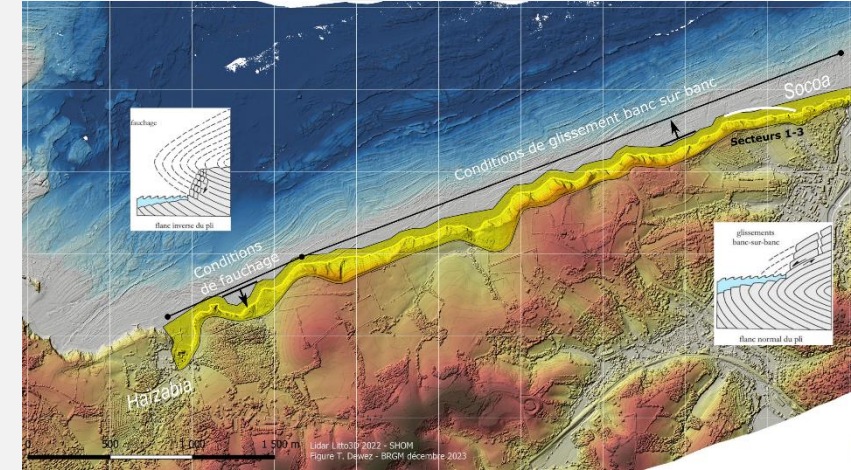 fauchage
flanc inverse du pli
Conditions de glissement banc sur banc
Socoa
Secteurs 1-3
glissements
banc-sur-banc
flanc normal du pli
Conditions
de fauchage
Harzabia
0 500 1 000 1 500 m
Lidar Litto3D 2022 - SHOM
Figure T. Dewez - BRGM décembre 2023